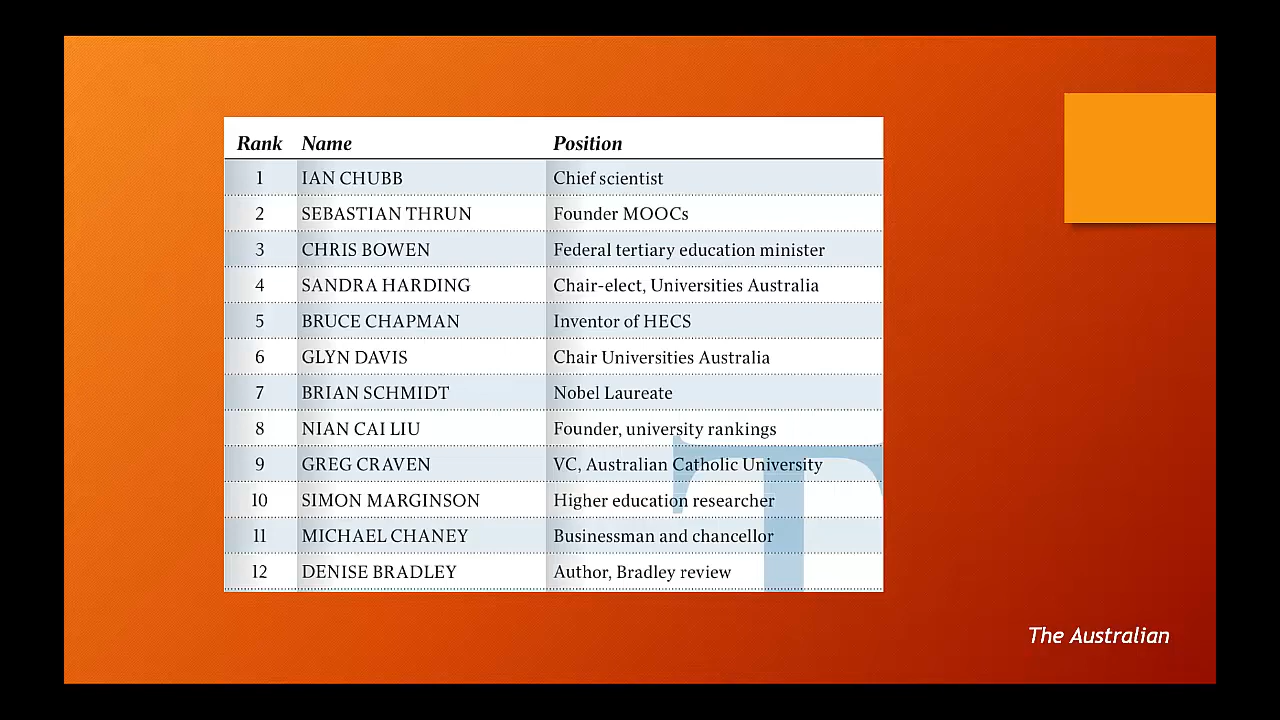 Rank Name Position
1 IAN CHUBB Chief scientist
2 SEBASTIAN THRUN Founder MOOCs
3 CHRIS BOWEN Federal tertiary education minister
4 SANDRA HARDING Chair-elect, Universities Australia
5 BRUCE CHAPMAN Inventor of HECS
6 GLYN DAVIS Chair Universities Australia
7 BRIAN SCHMIDT Nobel Laureate
8 NIAN CAI LIU Founder, university rankings
9 GREG CRAVEN VC, Australian Catholic University
10 SIMON MARGINSON Higher education researcher
11 MICHAEL CHANEY Businessman and chancellor
12 DENISE BRADLEY Author, Bradley review
T
The Australian